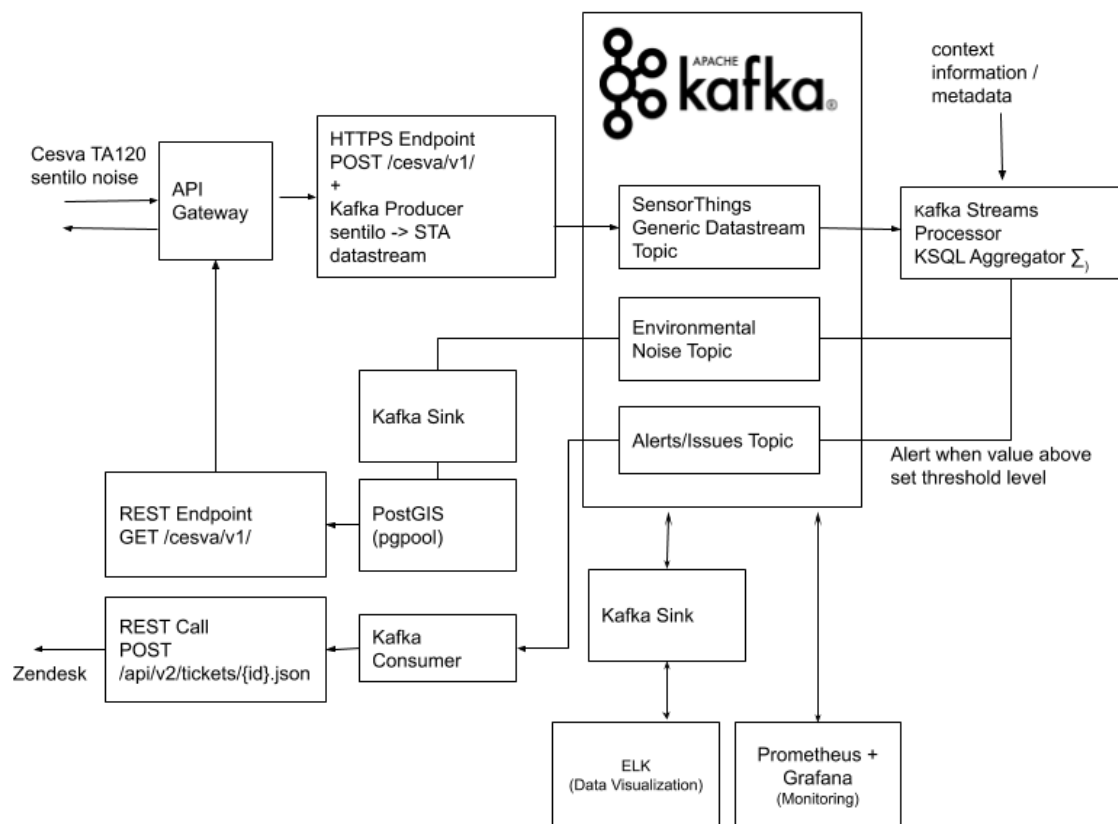 APACHE
kafka®
context
information /
metadata
Cesva TA120
sentilo noise
API
Gateway
HTTPS Endpoint
POST /cesva/v1/
+
Kafka Producer
sentilo -> STA
datastream
SensorThings
Generic Datastream
Topic
Kafka Streams
Processor
KSQL Aggregator ∑)
Environmental
Noise Topic
Kafka Sink
Alerts/Issues Topic
Alert when value above
set threshold level
REST Endpoint
GET /cesva/v1/
PostGIS
(pgpool)
Kafka Sink
REST Call
POST
/api/v2/tickets/{id}.json
Kafka
Consumer
Zendesk
ELK
(Data Visualization)
Prometheus +
Grafana
(Monitoring)